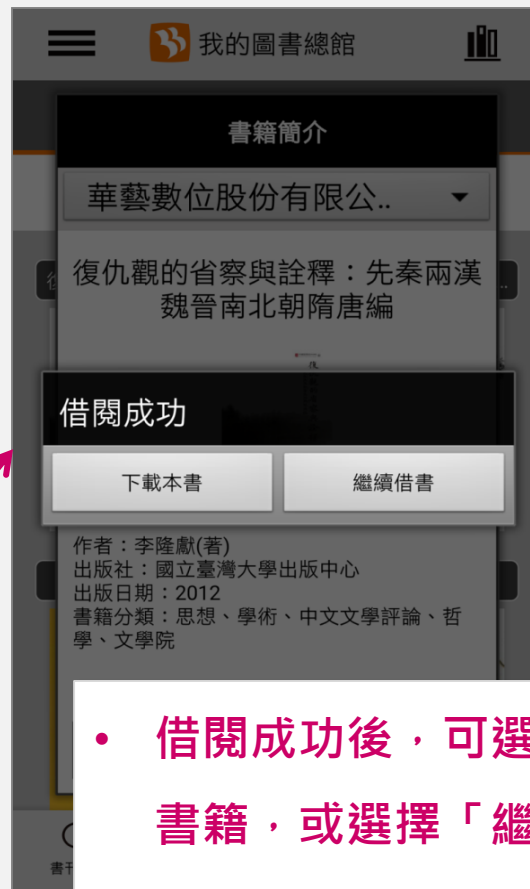 我的圖書總館
書籍簡介
華藝數位股份有限公..
復仇觀的省察與詮釋：先秦兩漢
魏晉南北朝隋唐編
借閱成功
下載本書
繼續借書
作者：李隆獻(著)
出版社：國立臺灣大學出版中心
出版日期：2012
書籍分類：思想、學術、中文文學評論、哲
學、文學院
• 借閱成功後，可選
書籍，或選擇「繼
書